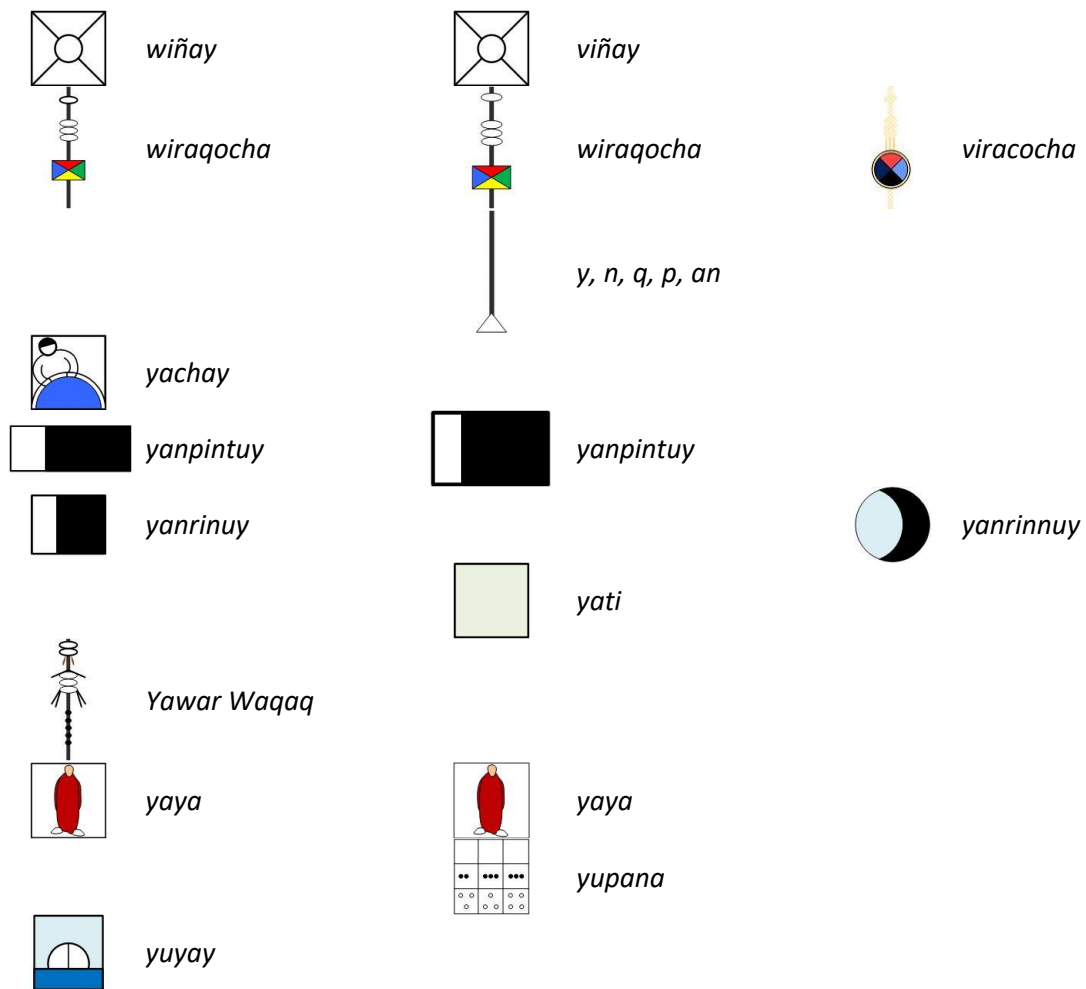 wiñay viñay
wiraqocha wiraqocha viracocha
y, n, q, p, an
yachay
yanpintuy yanpintuy
yanrinuy yanrinnuy
yati
Yawar Waqaq
yaya yaya
yupana
yuyay